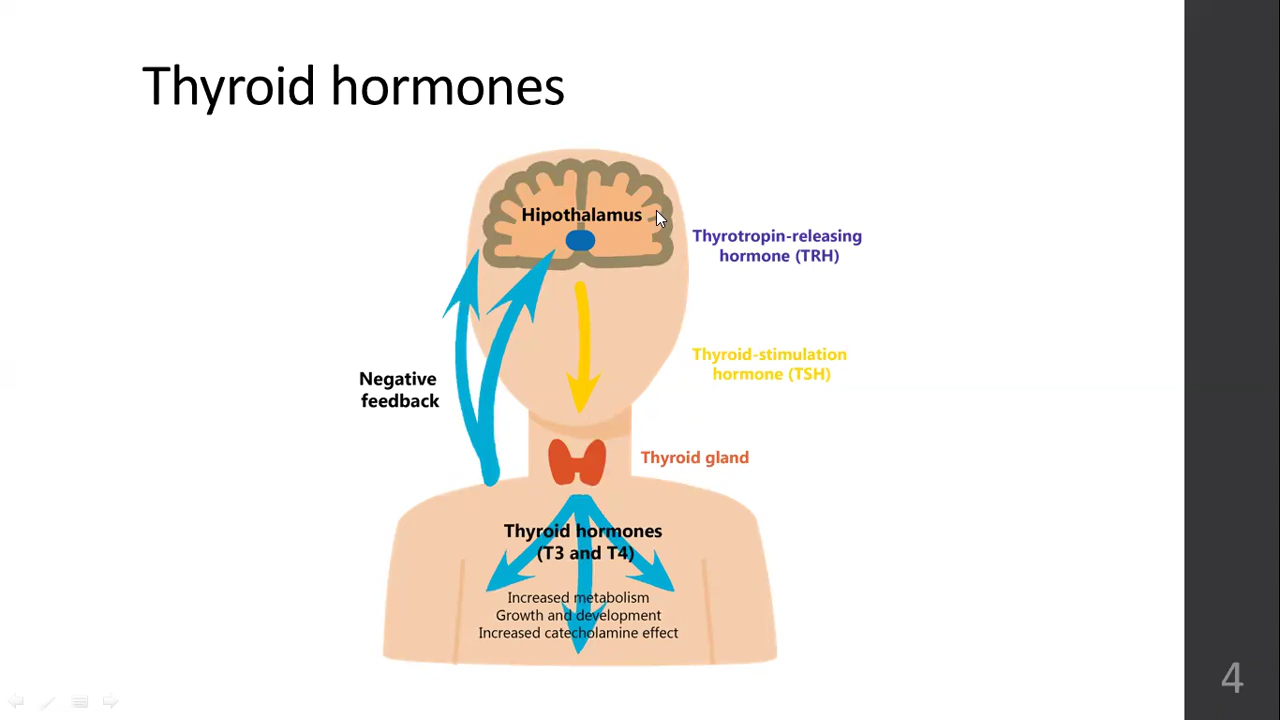 Thyroid hormones
Hipothalamus
Thyrotropin-releasing
hormone (TRH)
Thyroid-stimulation
hormone (TSH)
Negative
feedback
Thyroid gland
Thyroid hormones
(T3 and T4)
Increased metabolism
Growth and development
Increased catecholamine effect
4